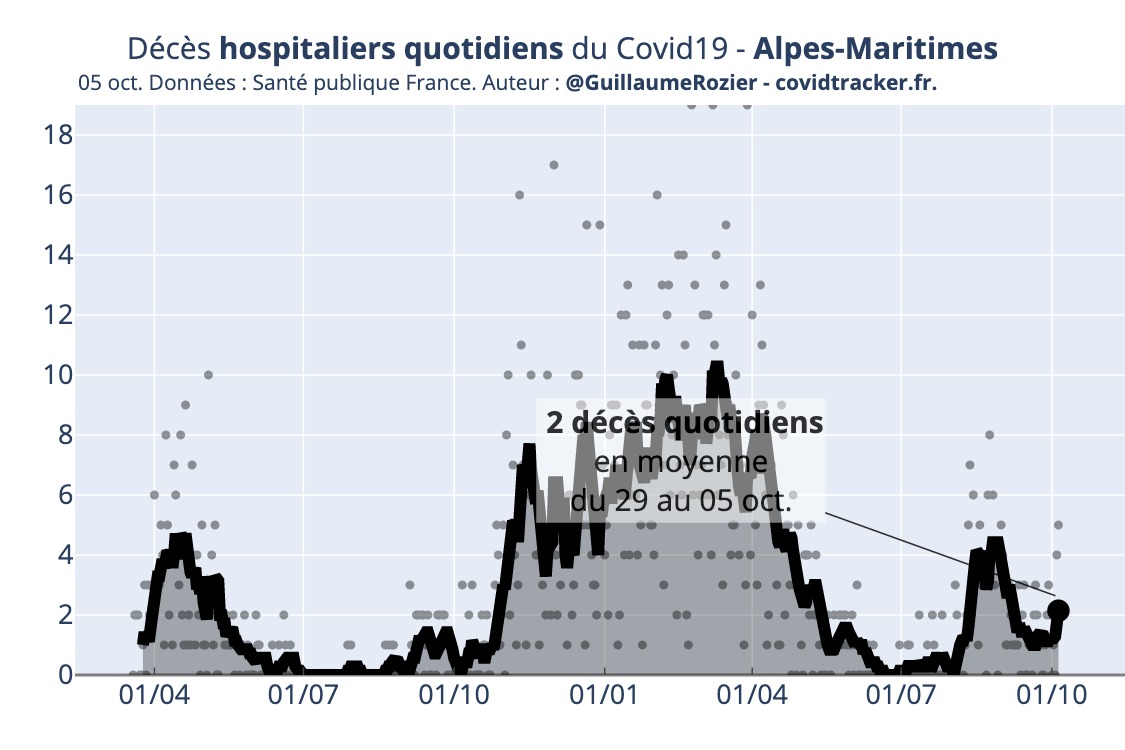 Décès hospitaliers quotidiens du Covid19 - Alpes-Maritimes
05 oct. Données : Santé publique France. Auteur : @GuillaumeRozier - covidtracker.fr.
18
16
14
12
10
8
6
4
2
0
2 décès quotidiens
en moyenne
du 29 au 05 oct.
01/04 01/07 01/10 01/01 01/04 01/07 01/10